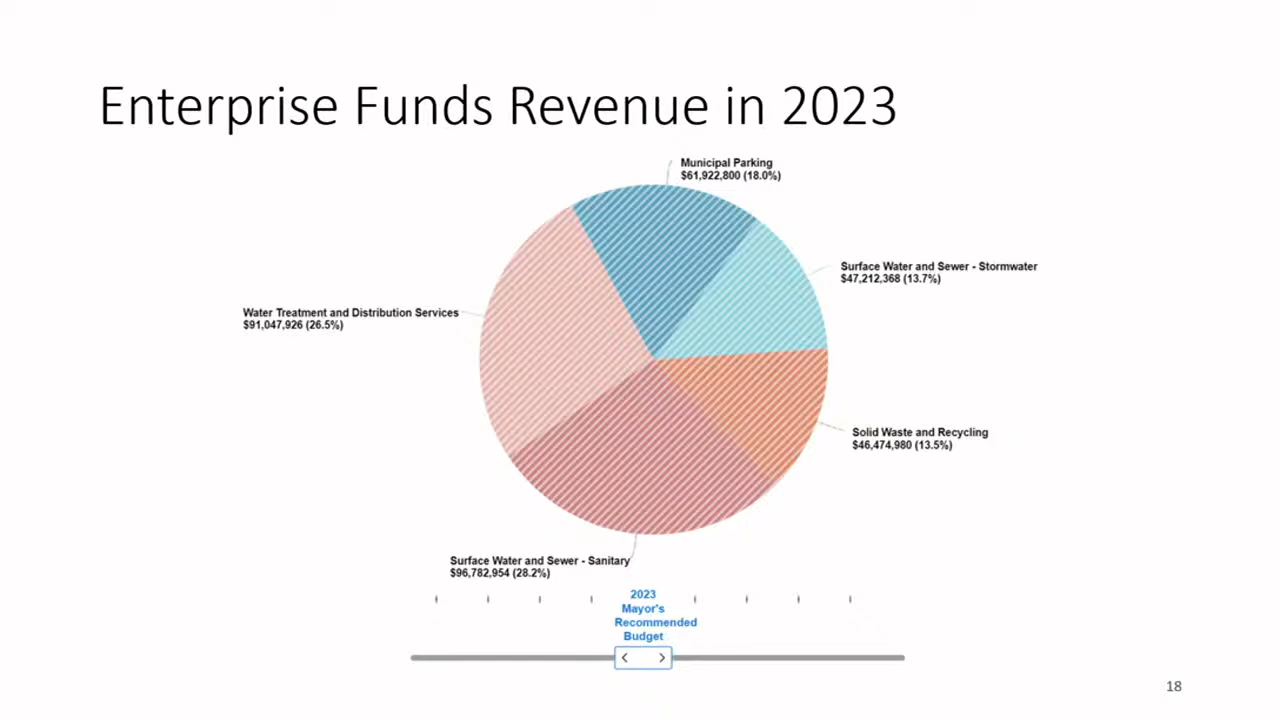 Enterprise Funds Revenue in 2023
Municipal Parking
$61,922,800 (18.0%)
Surface Water and Sewer - Stormwater
$47,212,368 (13.7%)
Water Treatment and Distribution Services
$91,047,926 (26.5%)
Solid Waste and Recycling
$46,474,980 (13.5%)
Surface Water and Sewer - Sanitary
$96,782,954 (28.2%)
2023
Mayor's
Recommended
Budget
18